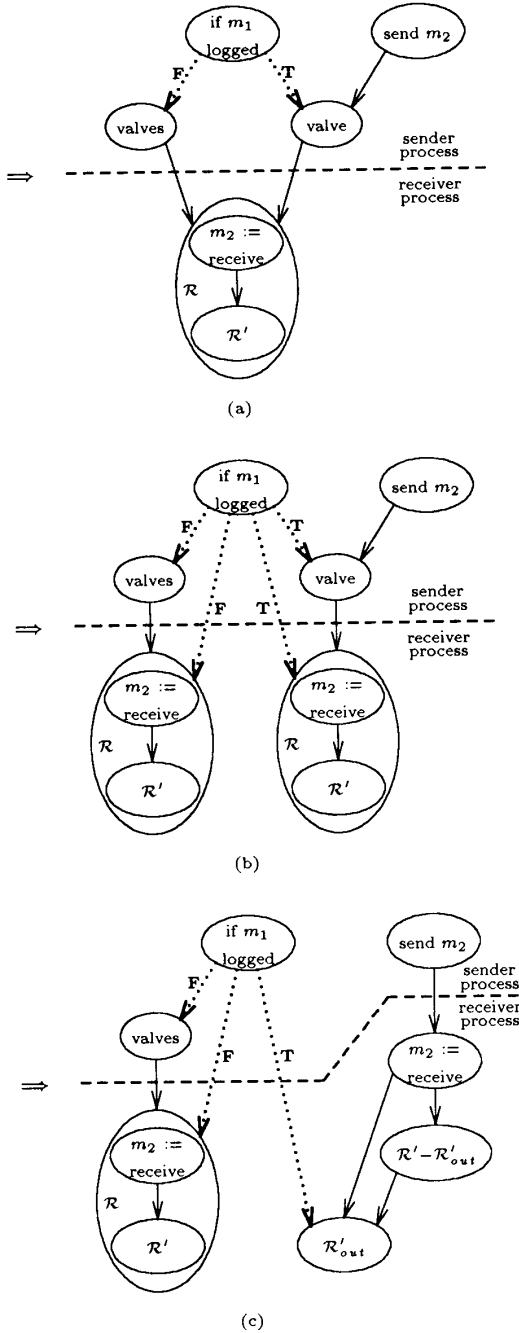 if m₁
logged
send m₂
F
T
valves
valve
sender
process
⇒
receiver
process
m₂ :=
receive
ℛ
ℛ′
(a)
if m₁
logged
send m₂
F
T
valves
valve
sender
process
F
T
⇒
receiver
process
m₂ :=
receive
m₂ :=
receive
ℛ
ℛ
ℛ′
ℛ′
(b)
if m₁
logged
send m₂
F
sender
process
receiver
process
valves
F
T
m₂ :=
receive
⇒
m₂ :=
receive
ℛ′−ℛ′out
ℛ
ℛ′
ℛ′out
(c)